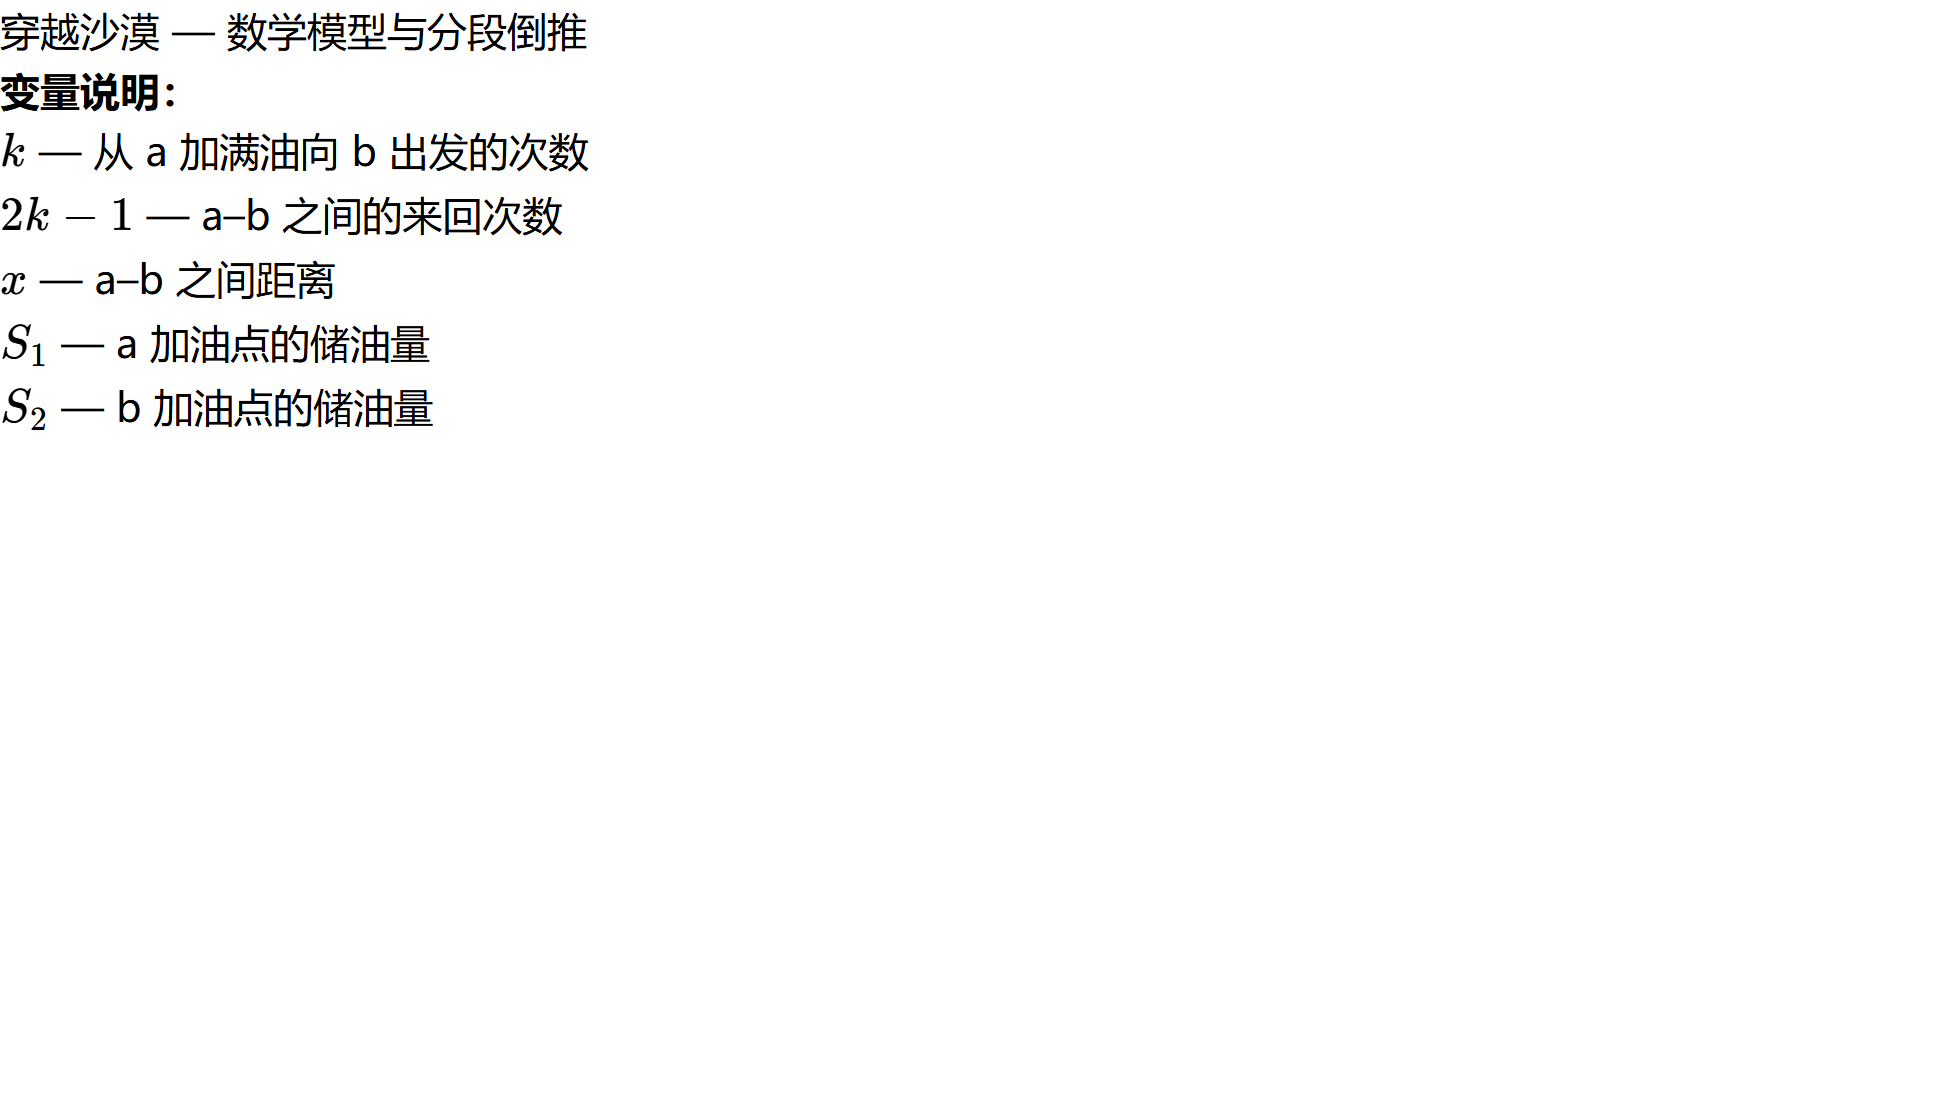 穿越沙漠 — 数学模型与分段倒推
变量说明：
k — 从 a 加满油向 b 出发的次数
2k − 1 — a–b 之间的来回次数
x — a–b 之间距离
S₁ — a 加油点的储油量
S₂ — b 加油点的储油量